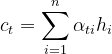 $c_t = \sum_{i=1}^{n} \alpha_{ti} h_i$